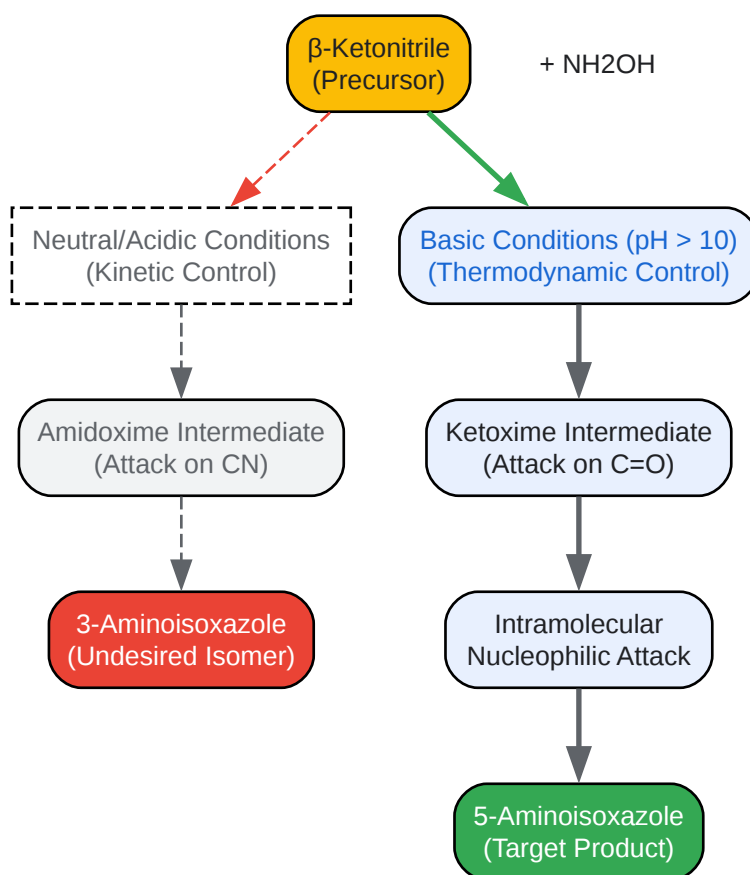 β-Ketonitrile
(Precursor)
+ NH2OH
Neutral/Acidic Conditions
(Kinetic Control)
Basic Conditions (pH > 10)
(Thermodynamic Control)
Amidoxime Intermediate
(Attack on CN)
Ketoxime Intermediate
(Attack on C=O)
3-Aminoisoxazole
(Undesired Isomer)
Intramolecular
Nucleophilic Attack
5-Aminoisoxazole
(Target Product)